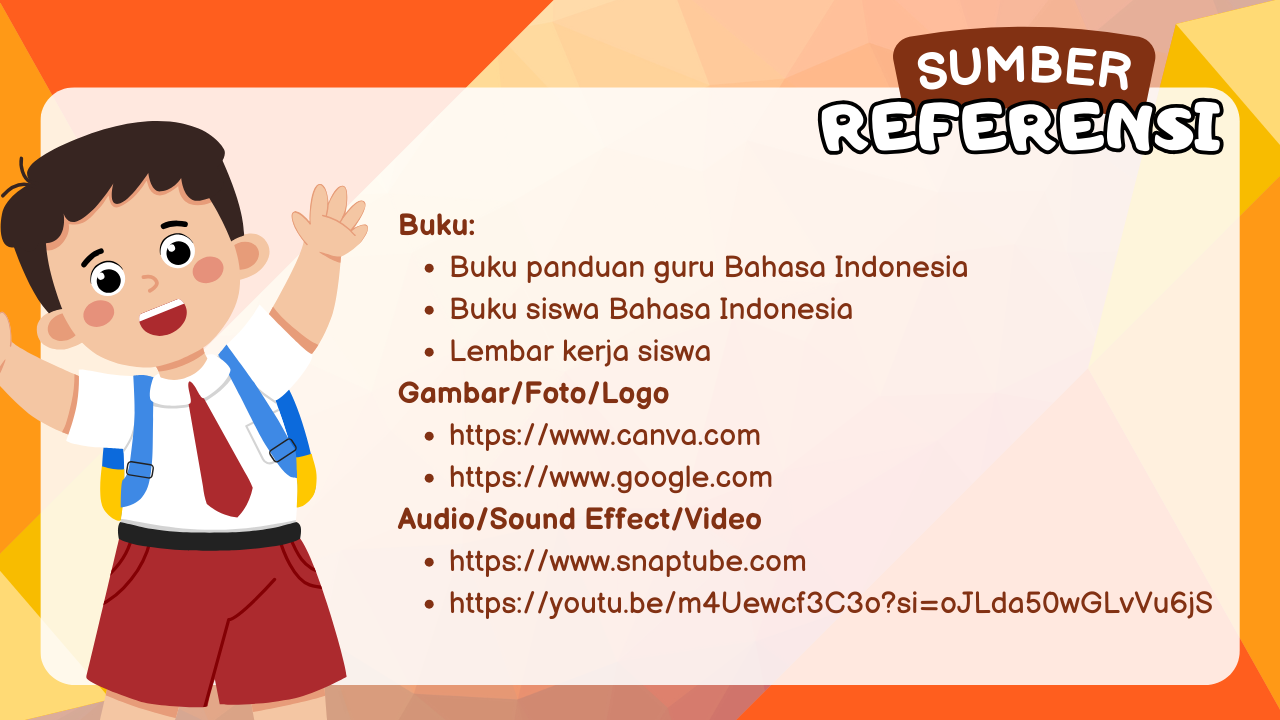 SUMBER
REFERENSI
Buku:
• Buku panduan guru Bahasa Indonesia
• Buku siswa Bahasa Indonesia
• Lembar kerja siswa
Gambar/Foto/Logo
• https://www.canva.com
• https://www.google.com
Audio/Sound Effect/Video
• https://www.snaptube.com
• https://youtu.be/m4Uewcf3C3o?si=oJLda50wGLvVu6jS